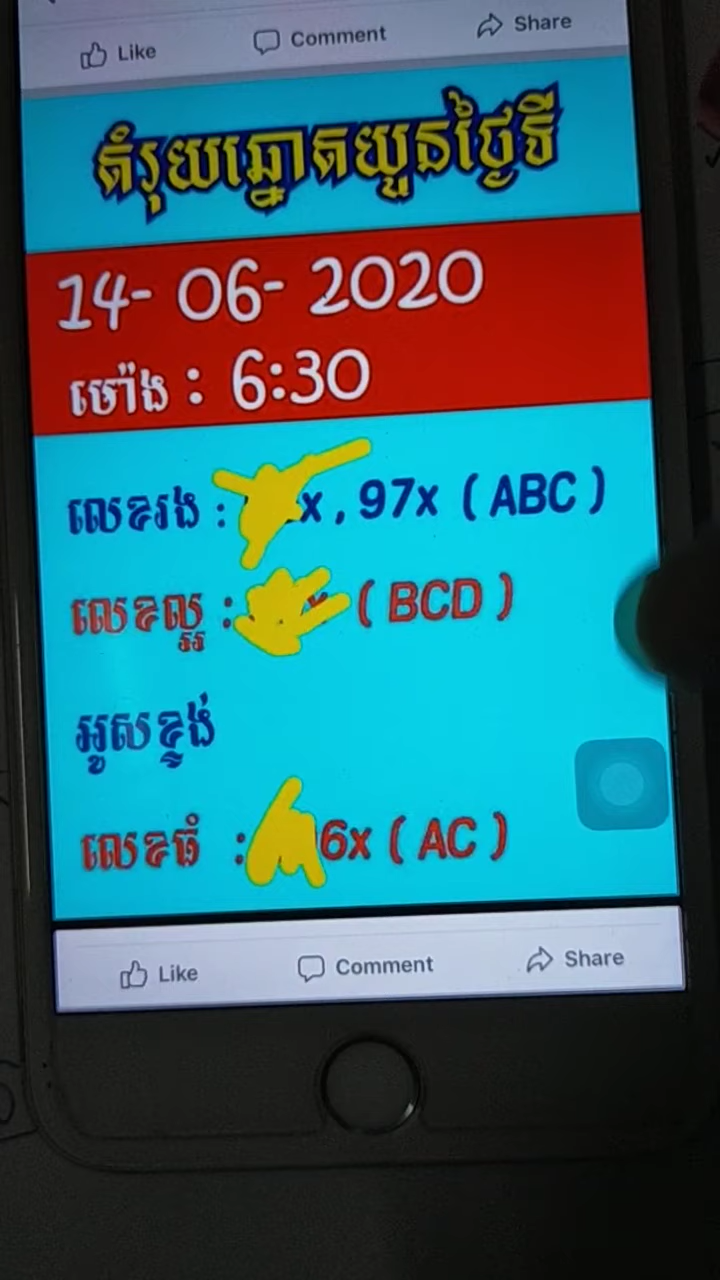 Like Comment Share
តំរុយឆ្នោតយួនថ្ងៃទី
14- 06- 2020
ម៉ោង : 6:30
លេខរង : x , 97x ( ABC )
លេខល្អ : ( BCD )
អូសខ្លង់
លេខធំ : 6x ( AC )
Like Comment Share